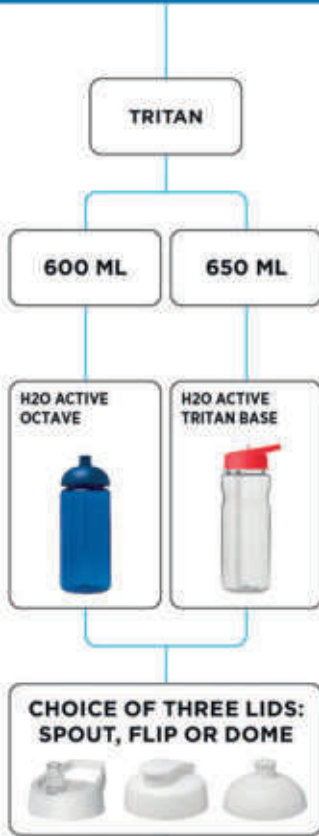 TRITAN
600 ML
650 ML
H2O ACTIVE
OCTAVE
H2O ACTIVE
TRITAN BASE
CHOICE OF THREE LIDS:
SPOUT, FLIP OR DOME